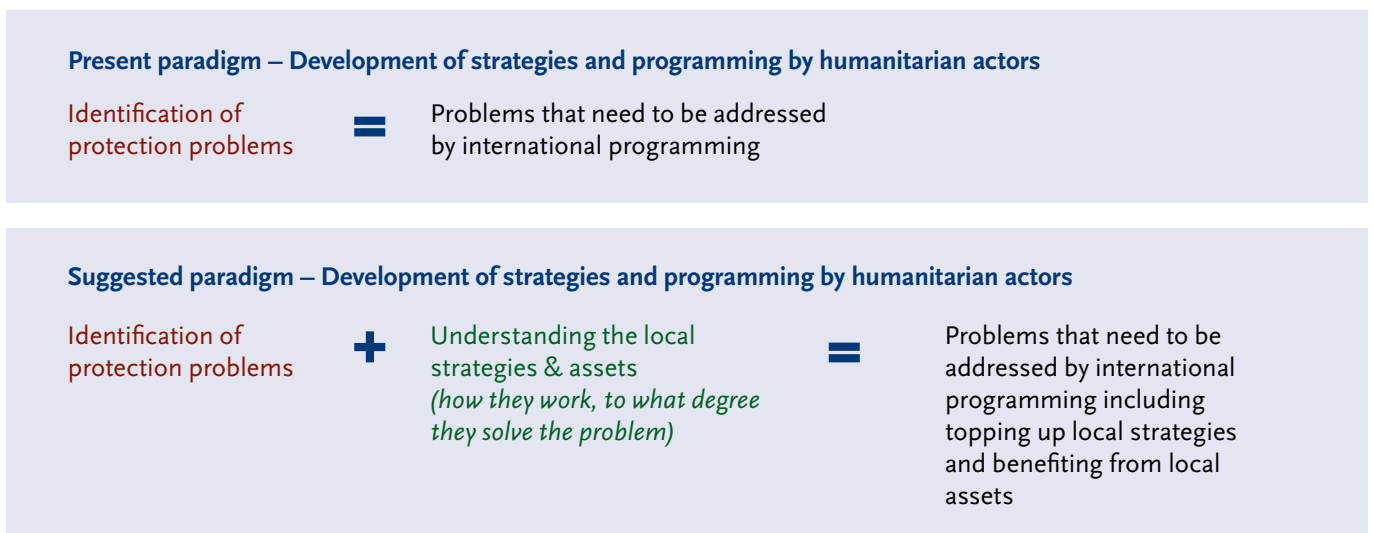 Present paradigm – Development of strategies and programming by humanitarian actors
Identification of
protection problems
=
Problems that need to be addressed
by international programming
Suggested paradigm – Development of strategies and programming by humanitarian actors
Identification of
protection problems
+
Understanding the local
strategies & assets
(how they work, to what degree
they solve the problem)
=
Problems that need to be
addressed by international
programming including
topping up local strategies
and benefiting from local
assets